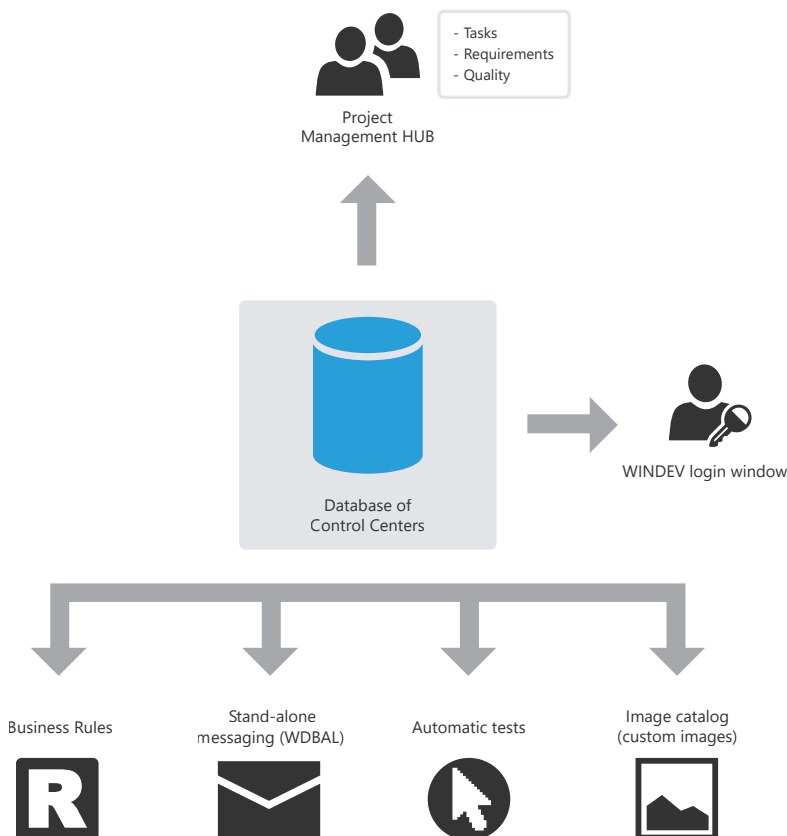 - Tasks
- Requirements
- Quality
Project
Management HUB
Database of
Control Centers
WINDEV login window
Business Rules
Stand-alone
messaging (WDBAL)
Automatic tests
Image catalog
(custom images)
R